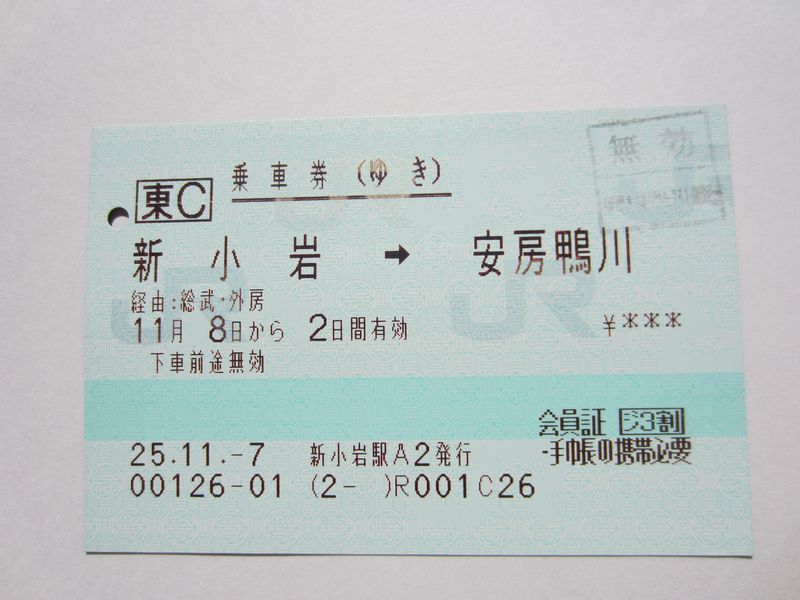 無効
乗車券(ゆき)
東C
新小岩 → 安房鴨川
経由:総武・外房
11月 8日から 2日間有効 ¥***
下車前途無効
会員証 ジ3割
・手帳の携帯必要
25.11.-7 新小岩駅A2発行
00126-01 (2- )R001C26
JR
JR